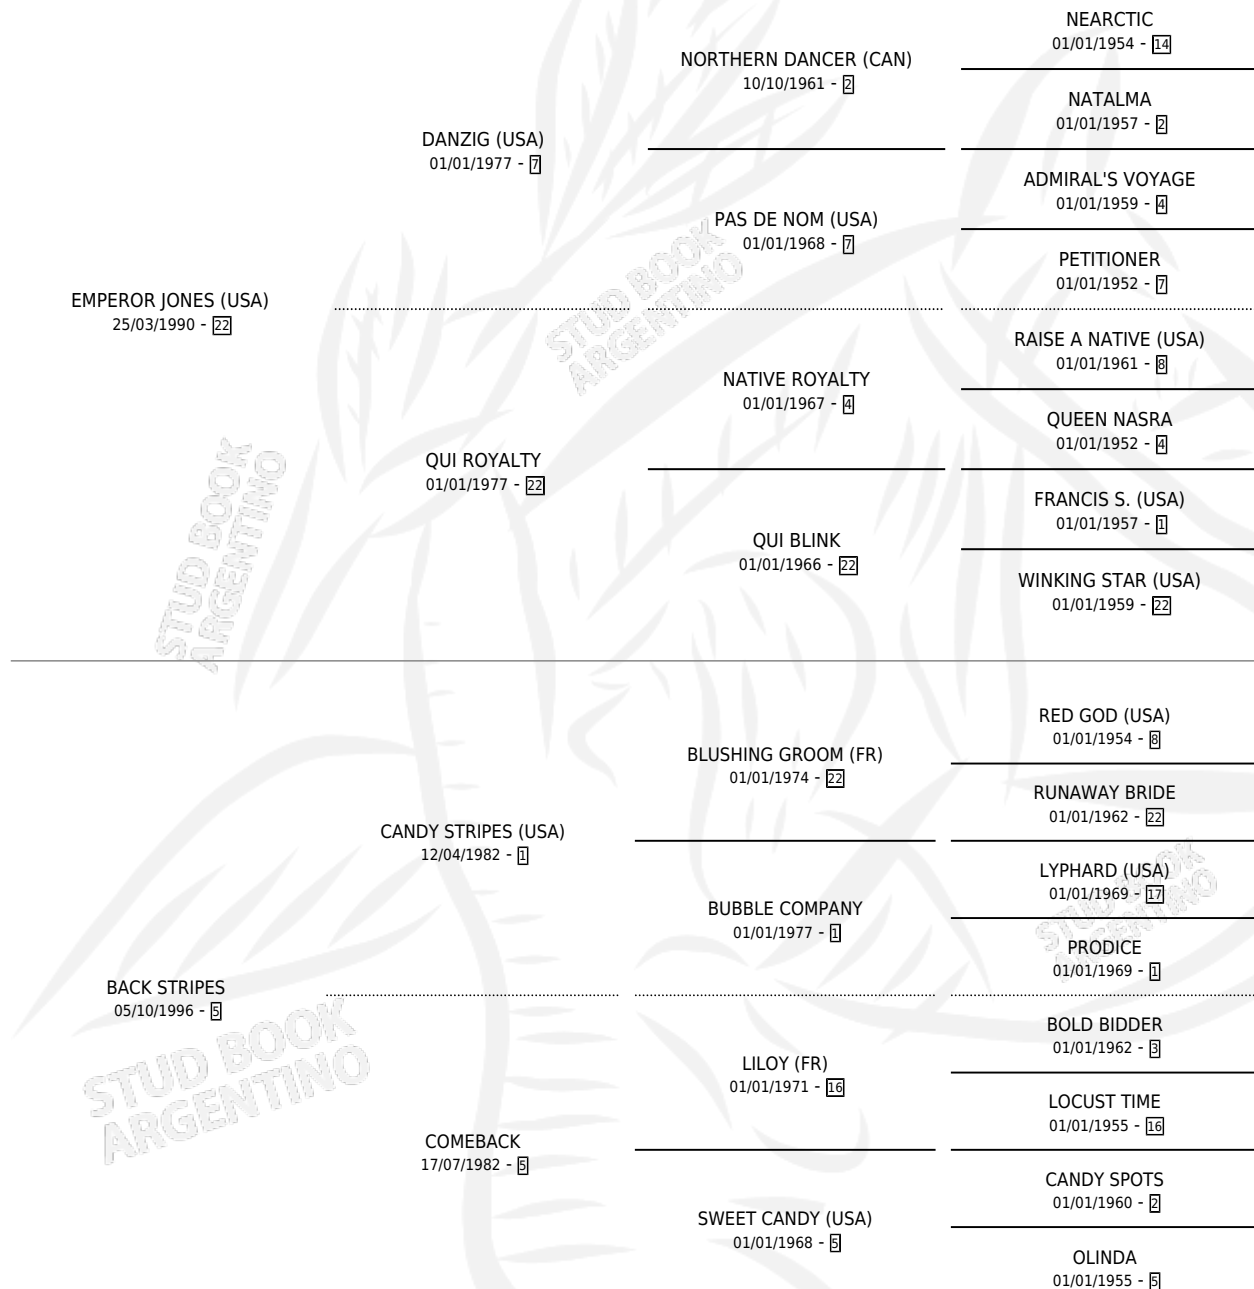 NEARCTIC
01/01/1954 - 14
NORTHERN DANCER (CAN)
10/10/1961 - 2
NATALMA
01/01/1957 - 2
DANZIG (USA)
01/01/1977 - 7
ADMIRAL'S VOYAGE
01/01/1959 - 4
PAS DE NOM (USA)
01/01/1968 - 7
PETITIONER
01/01/1952 - 7
EMPEROR JONES (USA)
25/03/1990 - 22
RAISE A NATIVE (USA)
01/01/1961 - 8
NATIVE ROYALTY
01/01/1967 - 4
QUEEN NASRA
01/01/1952 - 4
QUI ROYALTY
01/01/1977 - 22
FRANCIS S. (USA)
01/01/1957 - 1
QUI BLINK
01/01/1966 - 22
WINKING STAR (USA)
01/01/1959 - 22
STUD BOOK
ARGENTINO
STUD BOOK
ARGENTINO
RED GOD (USA)
01/01/1954 - 8
BLUSHING GROOM (FR)
01/01/1974 - 22
RUNAWAY BRIDE
01/01/1962 - 22
CANDY STRIPES (USA)
12/04/1982 - 1
LYPHARD (USA)
01/01/1969 - 17
BUBBLE COMPANY
01/01/1977 - 1
PRODICE
01/01/1969 - 1
STUD BOOK
ARGENTINO
BACK STRIPES
05/10/1996 - 5
BOLD BIDDER
01/01/1962 - 3
LILOY (FR)
01/01/1971 - 16
LOCUST TIME
01/01/1955 - 16
STUD BOOK
ARGENTINO
COMEBACK
17/07/1982 - 5
CANDY SPOTS
01/01/1960 - 2
SWEET CANDY (USA)
01/01/1968 - 5
OLINDA
01/01/1955 - 5